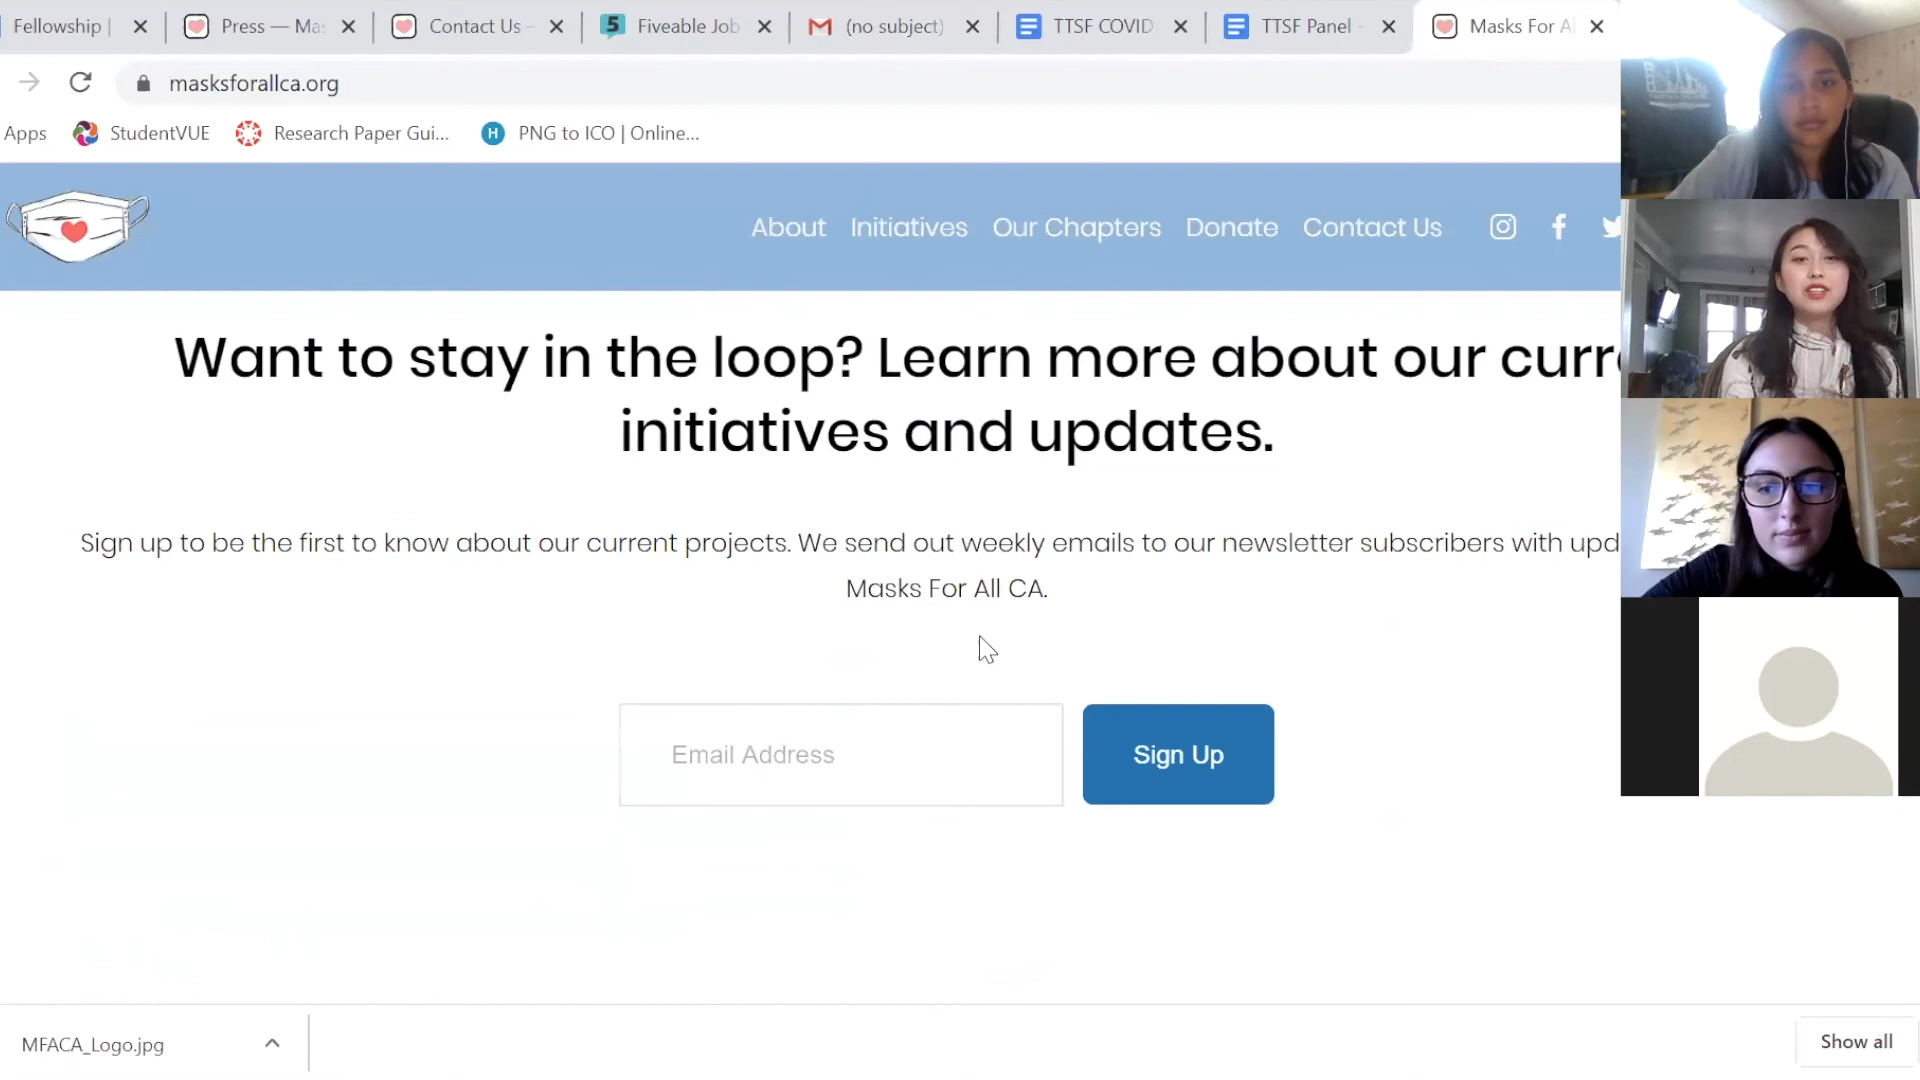 Fellowship | Press — Ma Contact Us - Fiveable Job (no subject) TTSF COVID TTSF Panel - Masks For Al
masksforallca.org
Apps StudentVUE Research Paper Gui... H PNG to ICO | Online...
About Initiatives Our Chapters Donate Contact Us
Want to stay in the loop? Learn more about our curr
initiatives and updates.
Sign up to be the first to know about our current projects. We send out weekly emails to our newsletter subscribers with upd
Masks For All CA.
Email Address Sign Up
MFACA_Logo.jpg Show all